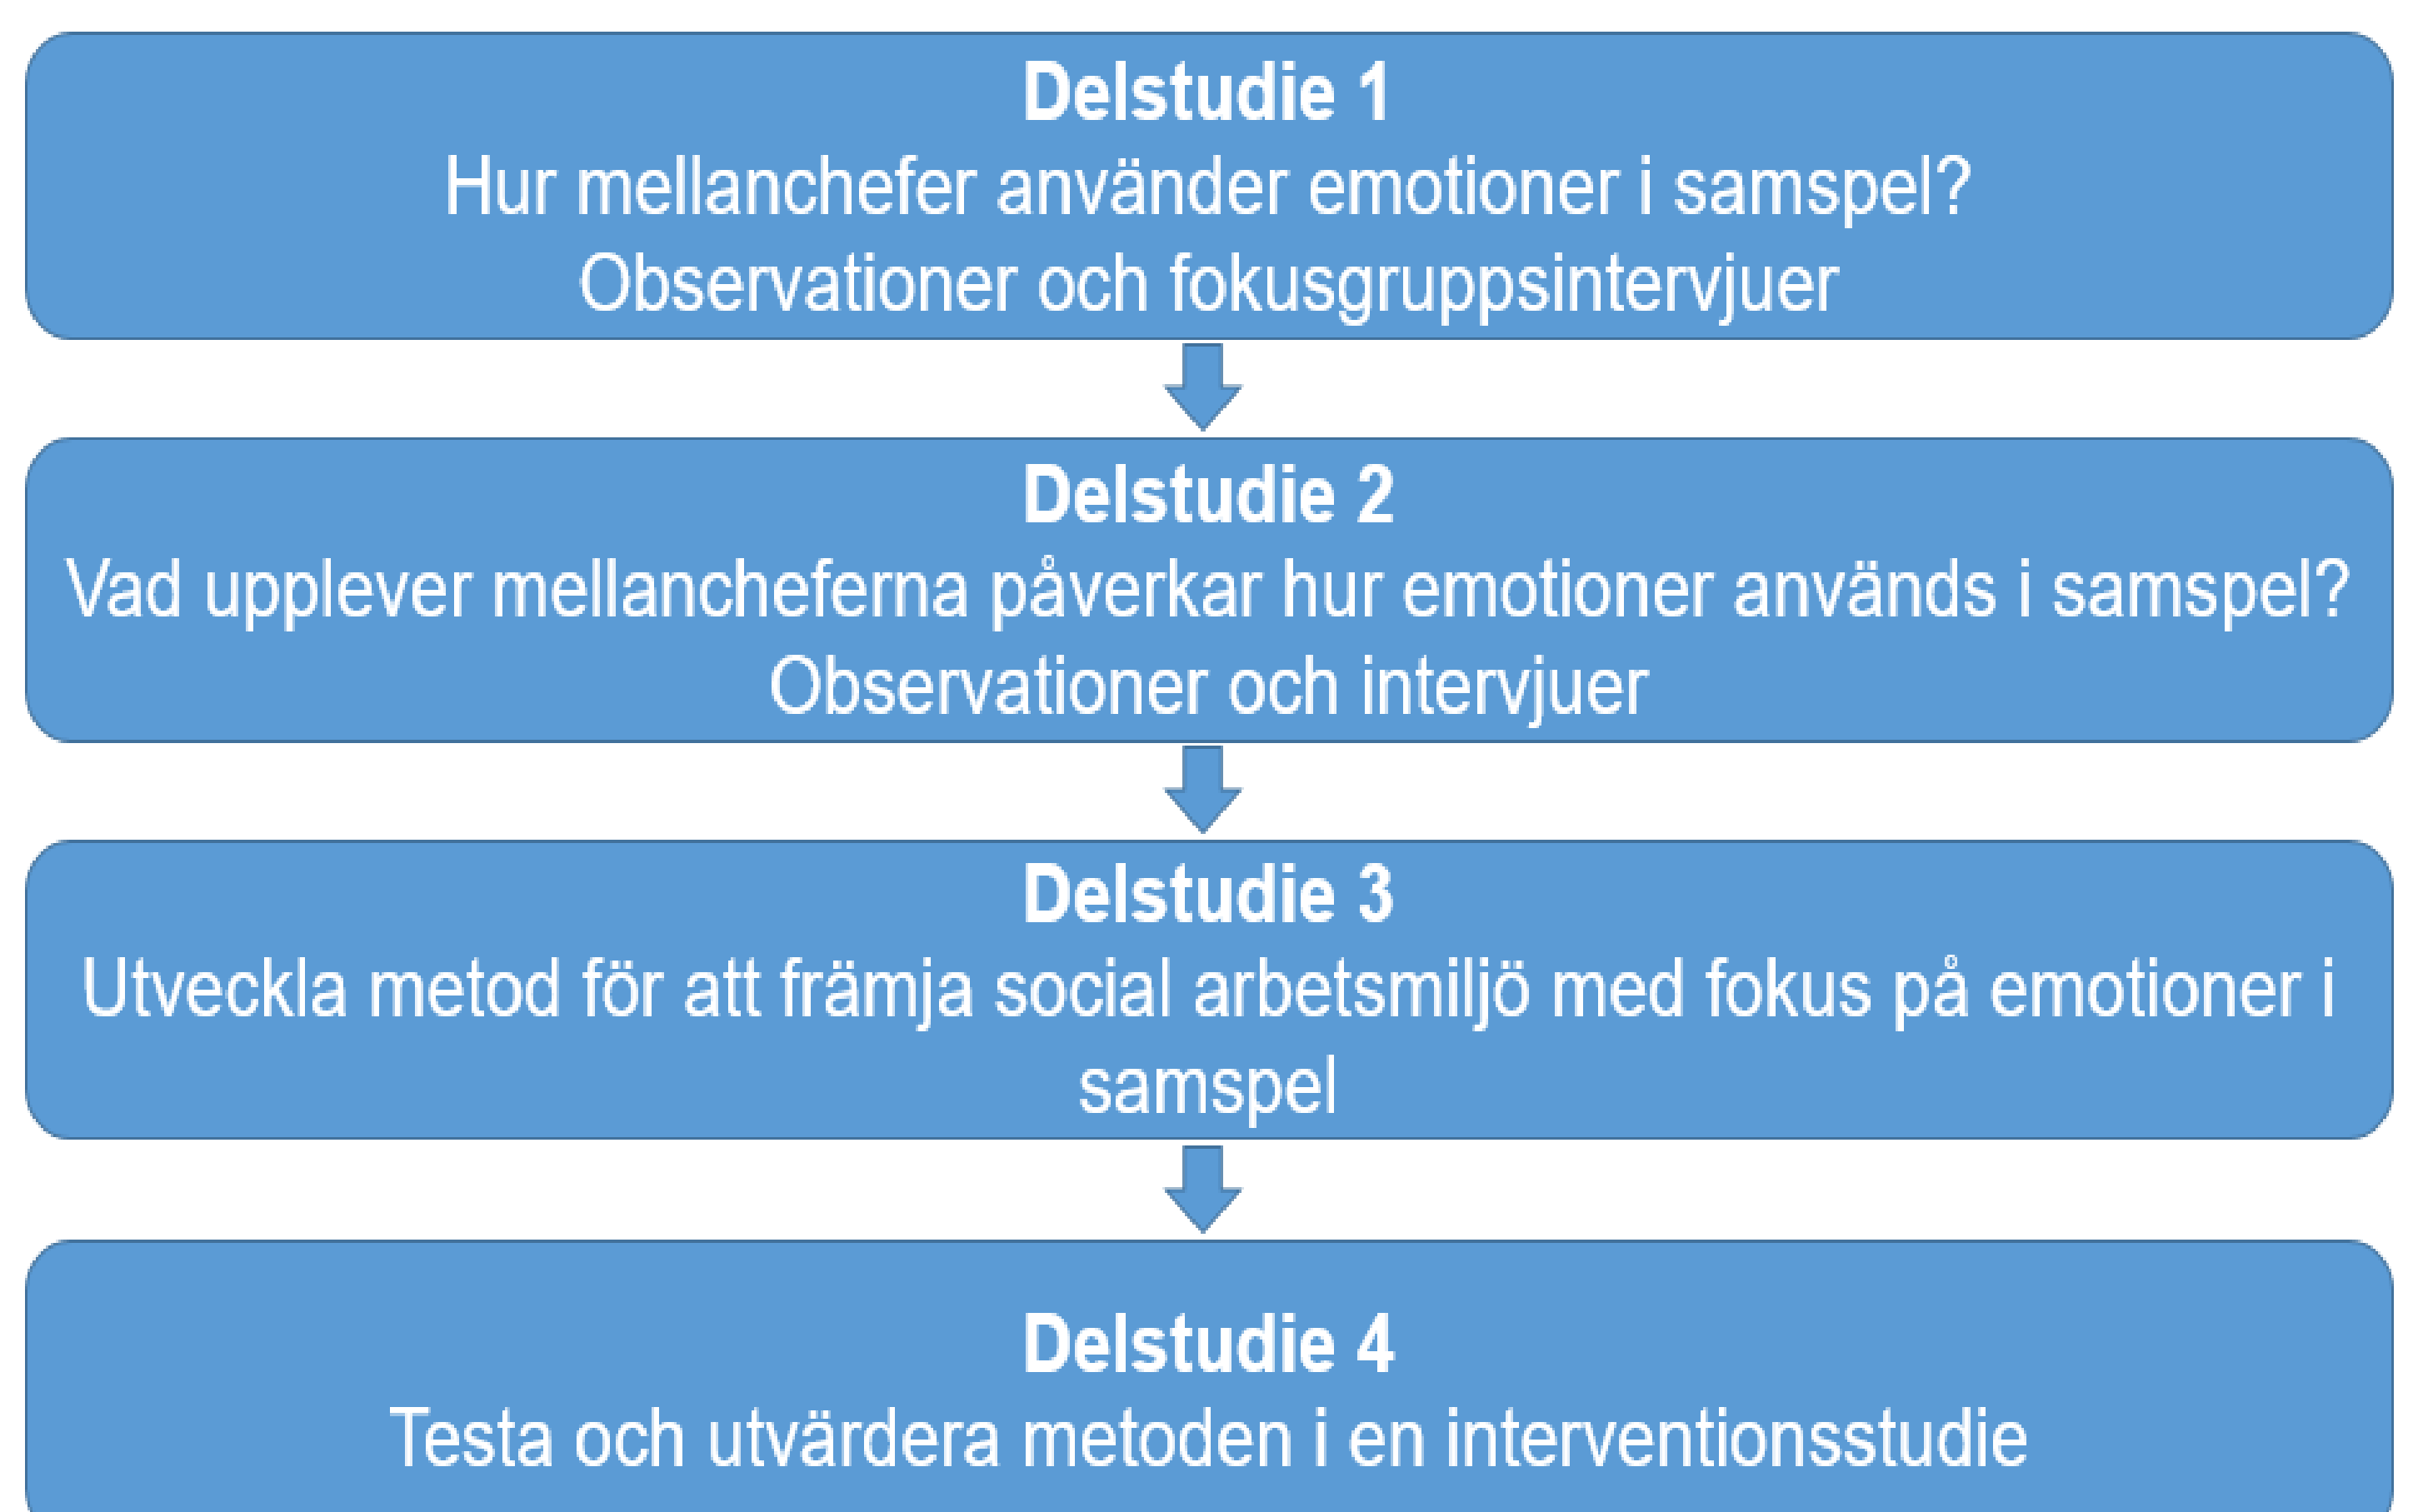 Delstudie 1
Hur mellanchefer använder emotioner i samspel?
Observationer och fokusgruppsintervjuer
Delstudie 2
Vad upplever mellancheferna påverkar hur emotioner används i samspel?
Observationer och intervjuer
Delstudie 3
Utveckla metod för att främja social arbetsmiljö med fokus på emotioner i
samspel
Delstudie 4
Testa och utvärdera metoden i en interventionsstudie